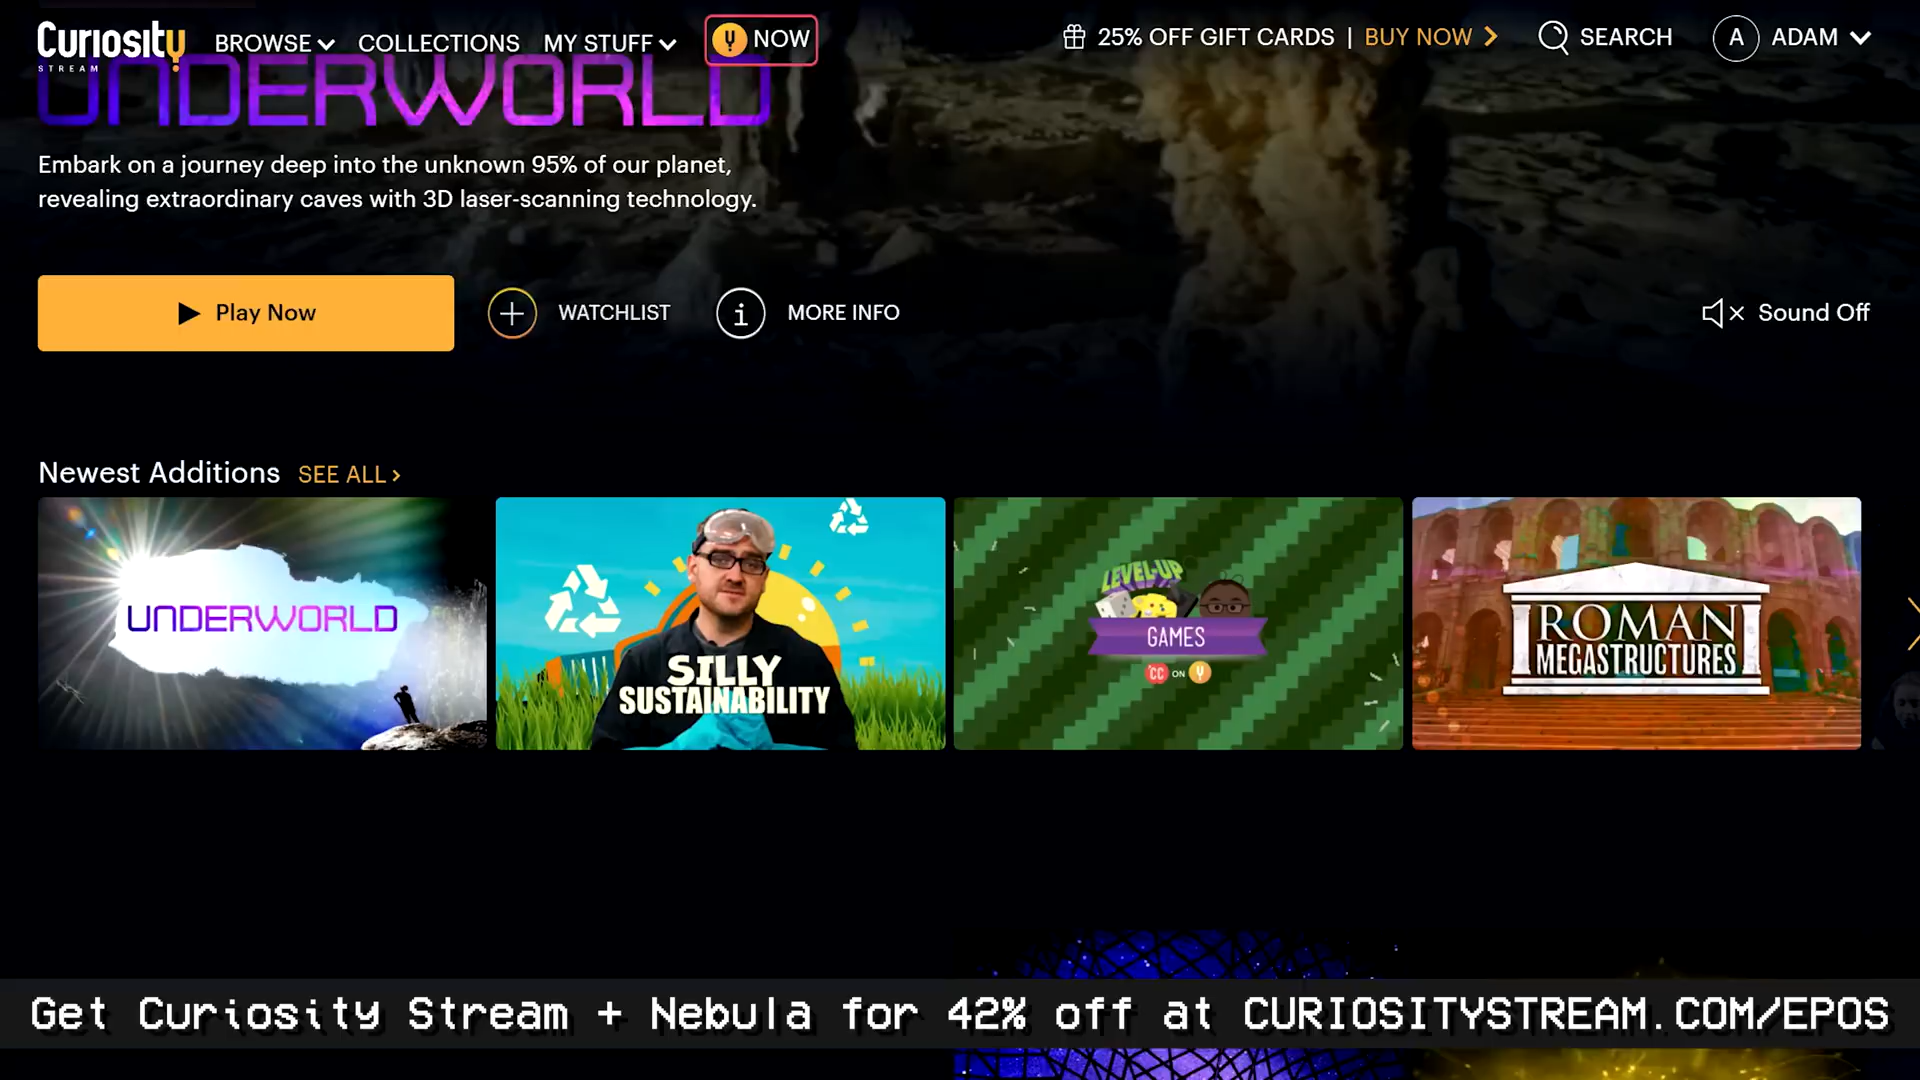 Curiosity
STREAM
BROWSE
COLLECTIONS
MY STUFF
NOW
25% OFF GIFT CARDS | BUY NOW
SEARCH
A
ADAM
UNDERWORLD
Embark on a journey deep into the unknown 95% of our planet,
revealing extraordinary caves with 3D laser-scanning technology.
Play Now
WATCHLIST
MORE INFO
Sound Off
Newest Additions
SEE ALL
UNDERWORLD
SILLY
SUSTAINABILITY
LEVEL-UP
GAMES
CC ON
ROMAN
MEGASTRUCTURES
Get Curiosity Stream + Nebula for 42% off at CURIOSITYSTREAM.COM/EPOS